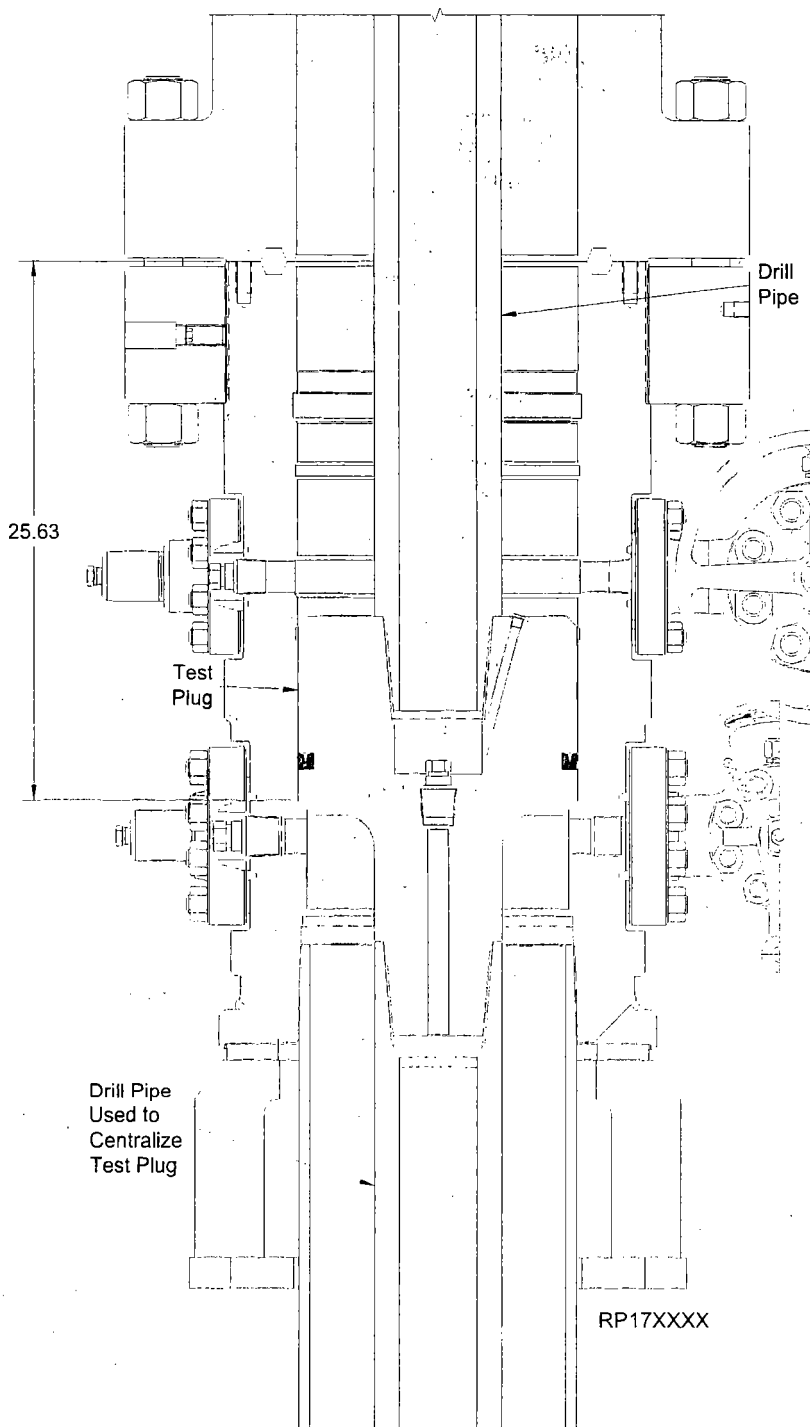 Drill
Pipe
25.63
Test
Plug
Drill Pipe
Used to
Centralize
Test Plug
RP17XXXX